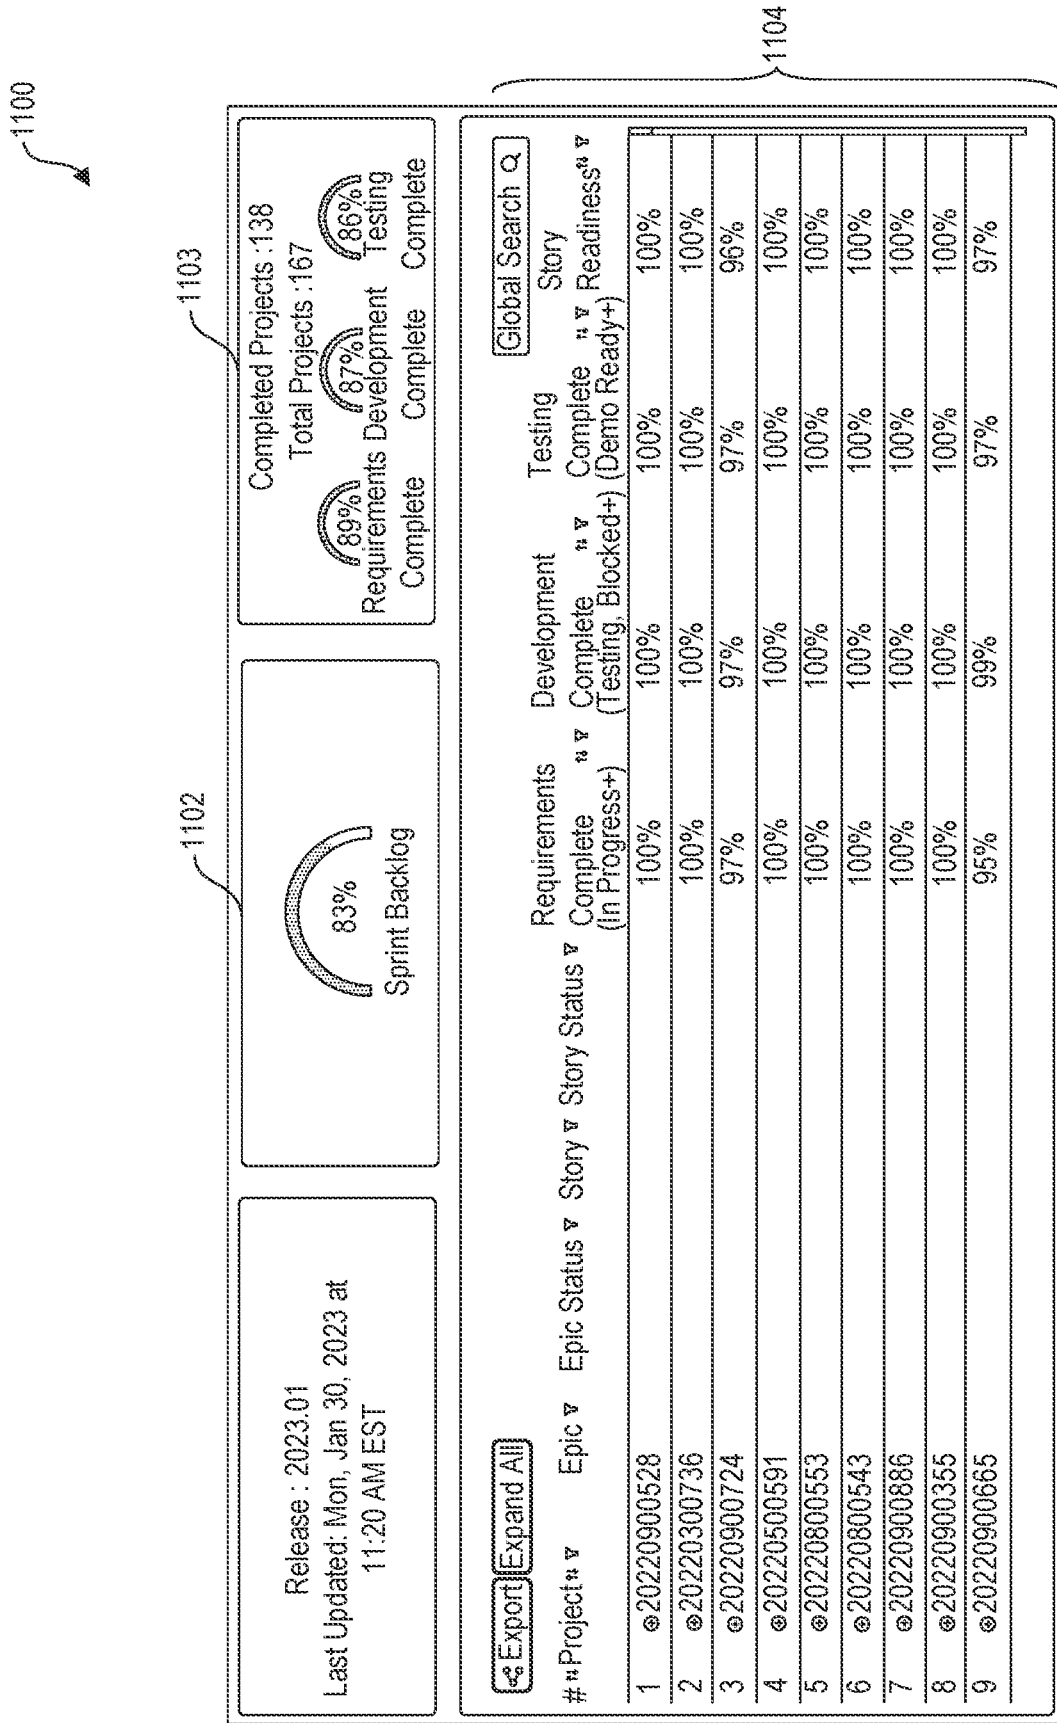 1100
1102
1103
1104
Release : 2023.01
Last Updated: Mon, Jan 30, 2023 at
11:20 AM EST
83%
Sprint Backlog
Completed Projects :138
Total Projects :167
89% 87% 86%
Requirements Development Testing
Complete Complete Complete
Export Expand All Global Search
Requirements Development Testing Story
# Project Epic Epic Status Story Story Status Complete Complete Complete Readiness
(In Progress+) (Testing, Blocked+) (Demo Ready+)
1 20220900528 100% 100% 100% 100%
2 20220300736 100% 100% 100% 100%
3 20220900724 97% 97% 97% 96%
4 20220500591 100% 100% 100% 100%
5 20220800553 100% 100% 100% 100%
6 20220800543 100% 100% 100% 100%
7 20220900886 100% 100% 100% 100%
8 20220900355 100% 100% 100% 100%
9 20220900665 95% 99% 97% 97%